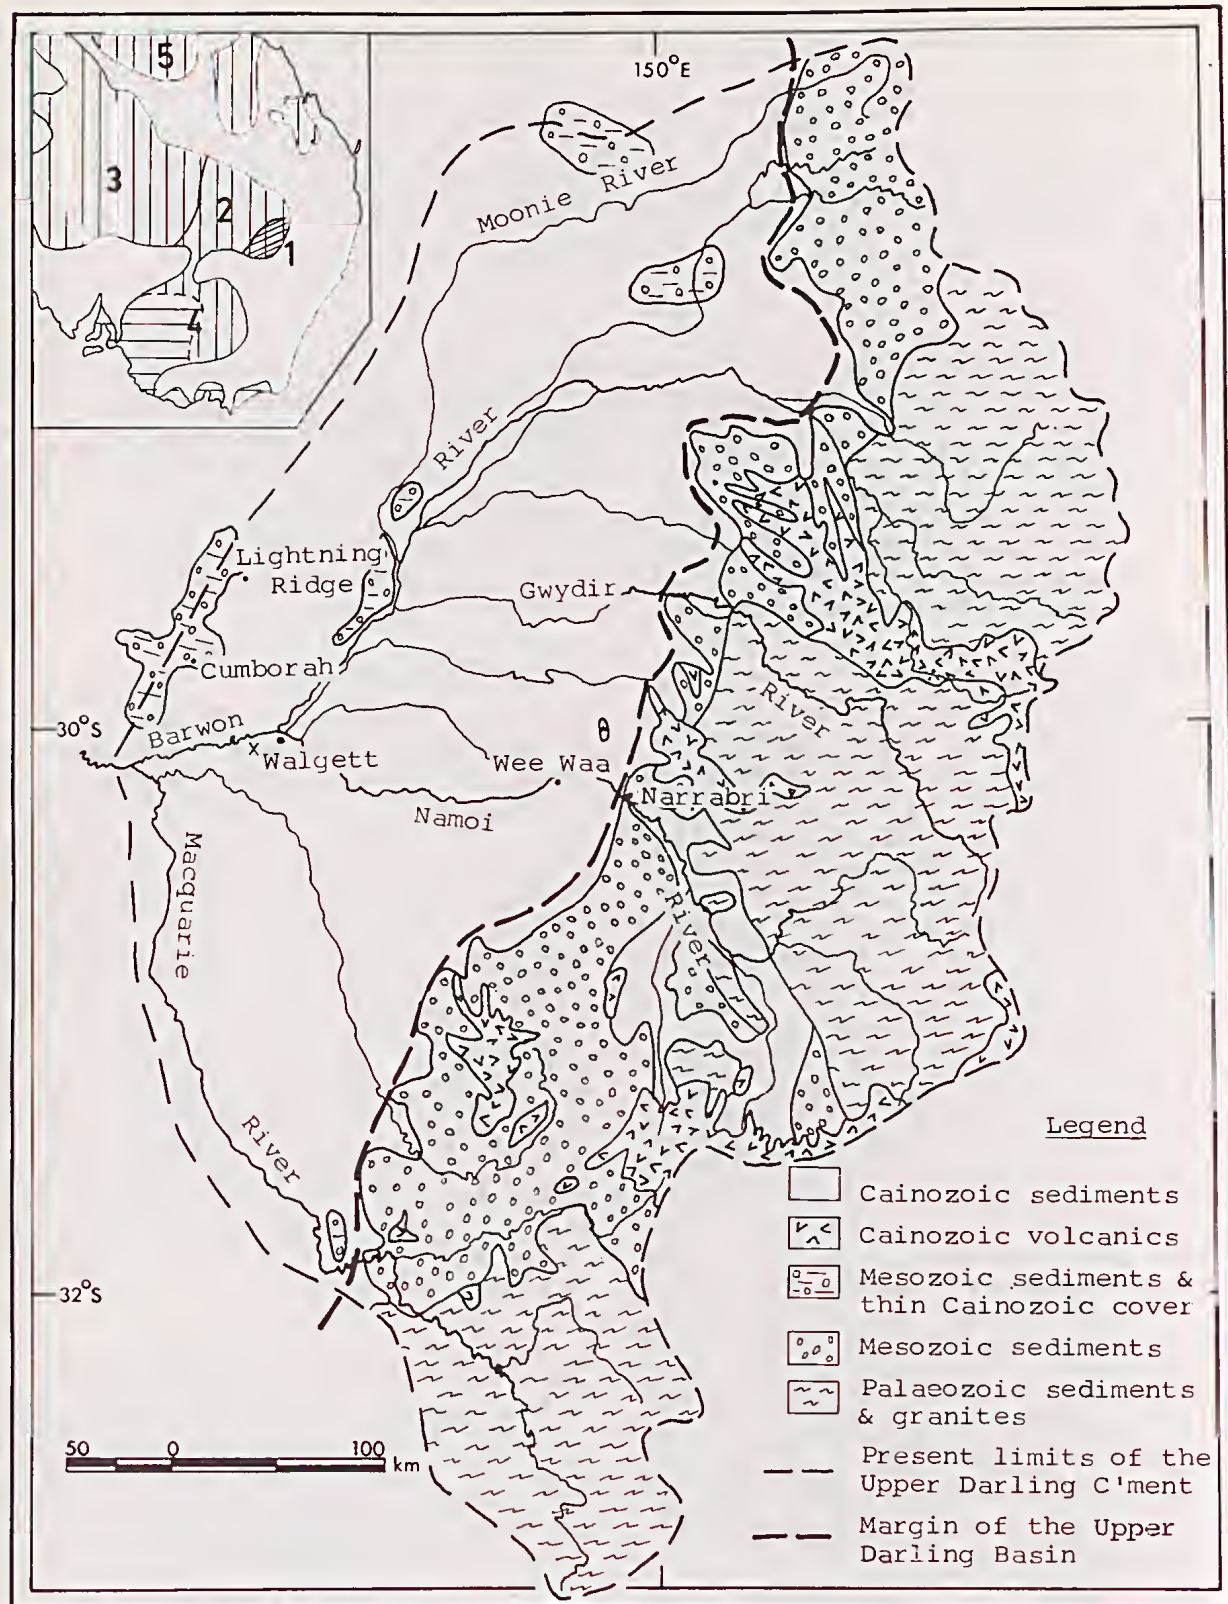 5
3
2
1
4
150°E
Moonie River
River
Lightning
Ridge
Gwydir
Cumborah
River
30°S
Barwon
x Walgett
Wee Waa
Narrabri
Namoi
Macquarie
River
River
32°S
50 0 100
km
Legend
Cainozoic sediments
Cainozoic volcanics
Mesozoic sediments &
thin Cainozoic cover
Mesozoic sediments
Palaeozoic sediments
& granites
Present limits of the
Upper Darling C'ment
Margin of the Upper
Darling Basin